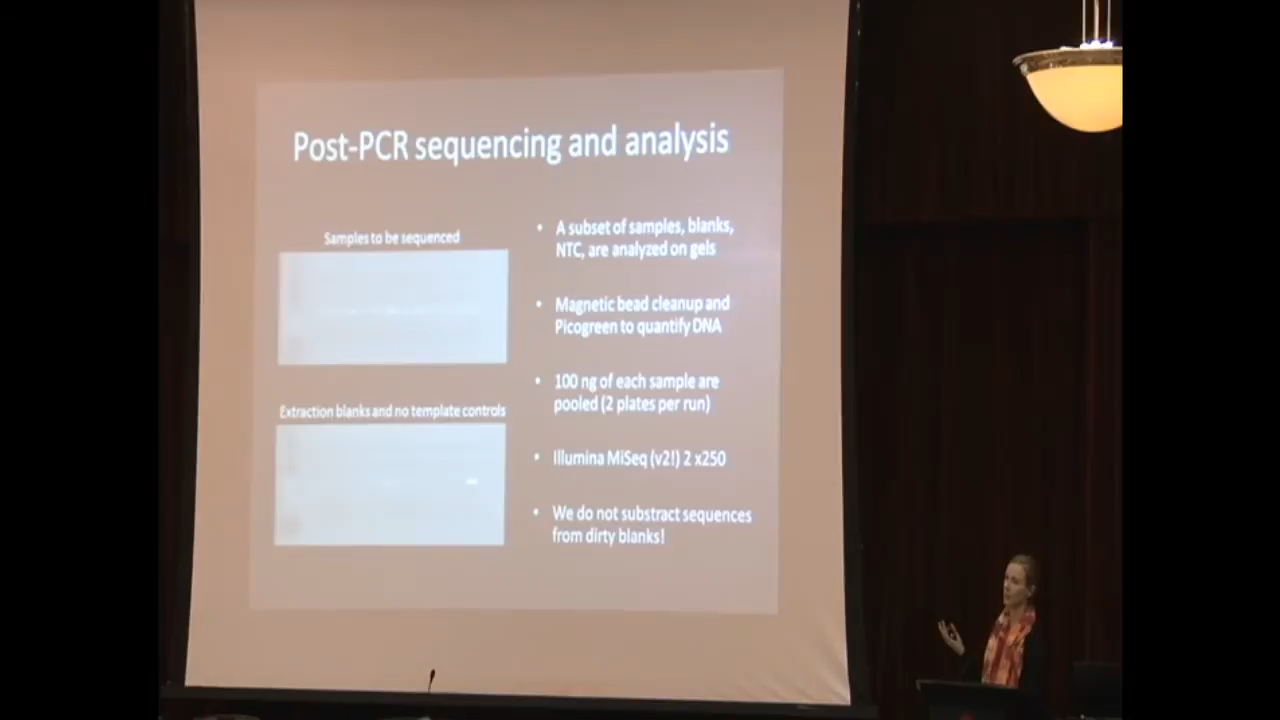 Post-PCR sequencing and analysis
Samples to be sequenced
Extraction blanks and no template controls
• A subset of samples, blanks,
NTC, are analyzed on gels
• Magnetic bead cleanup and
Picogreen to quantify DNA
• 100 ng of each sample are
pooled (2 plates per run)
• Illumina MiSeq (v2!) 2 x250
• We do not substract sequences
from dirty blanks!